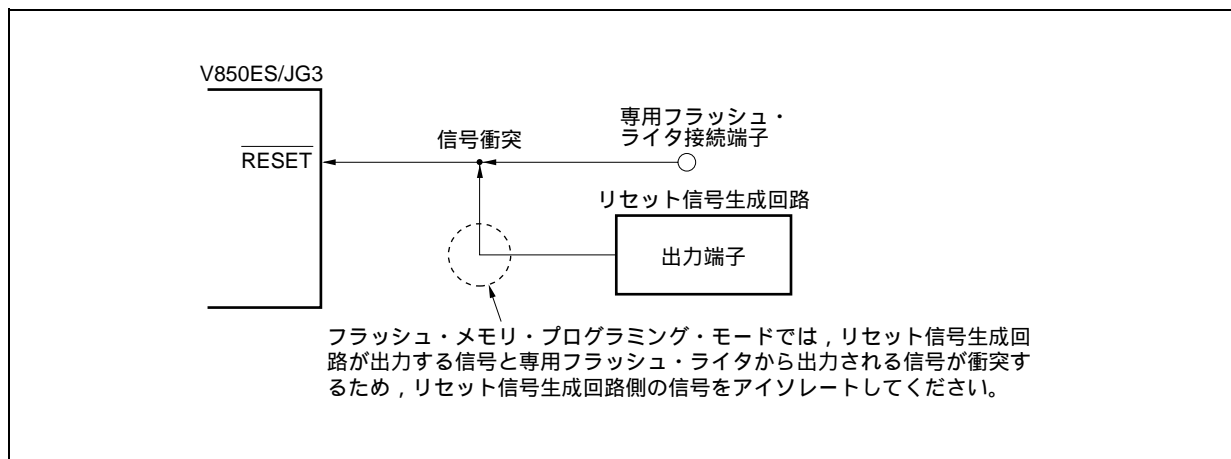 V850ES/JG3
RESET
信号衝突
専用フラッシュ・
ライタ接続端子
リセット信号生成回路
出力端子
フラッシュ・メモリ・プログラミング・モードでは，リセット信号生成回
路が出力する信号と専用フラッシュ・ライタから出力される信号が衝突す
るため，リセット信号生成回路側の信号をアイソレートしてください。